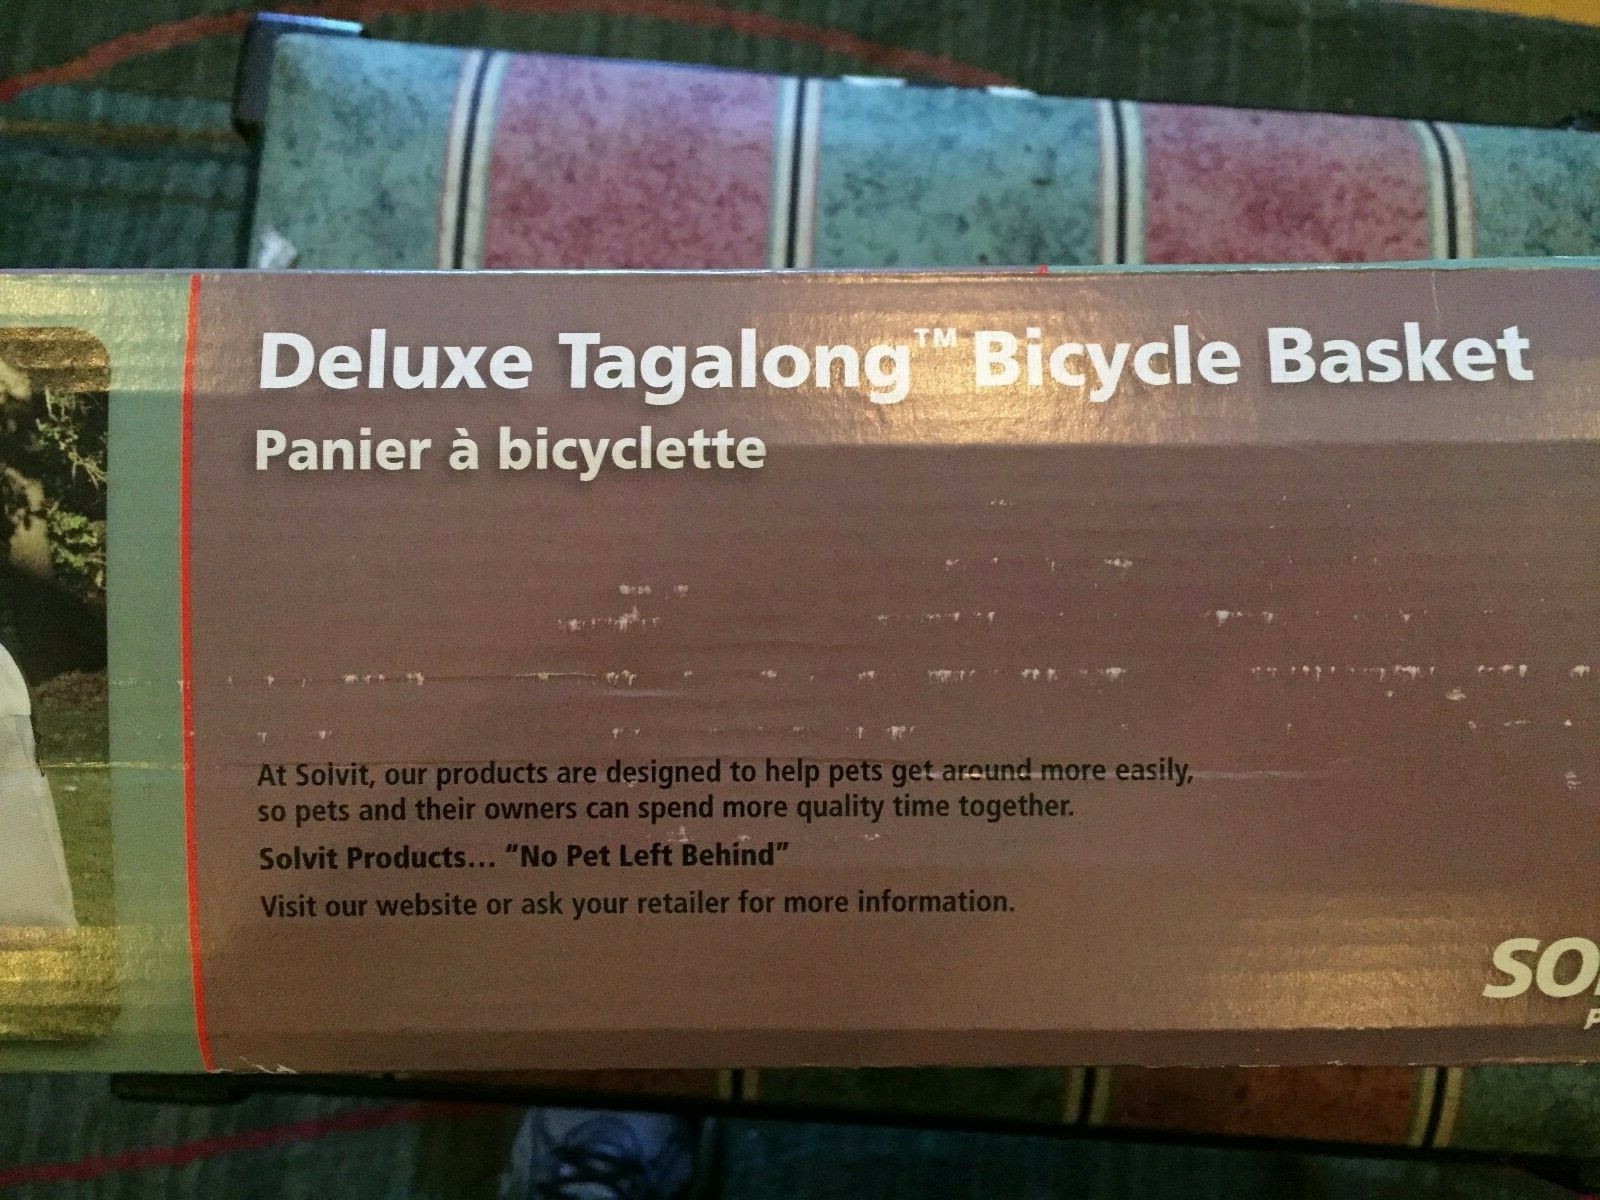 Deluxe Tagalong™ Bicycle Basket
Panier à bicyclette
At Solvit, our products are designed to help pets get around more easily,
so pets and their owners can spend more quality time together.
Solvit Products... “No Pet Left Behind”
Visit our website or ask your retailer for more information.